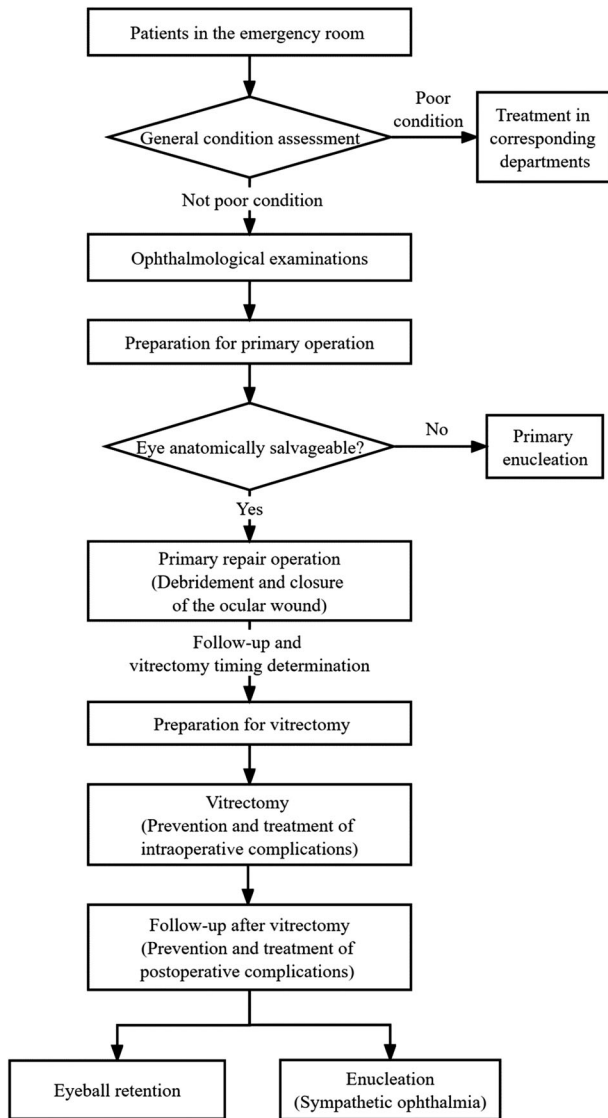 Patients in the emergency room
General condition assessment
Poor
condition
Treatment in
corresponding
departments
Not poor condition
Ophthalmological examinations
Preparation for primary operation
Eye anatomically salvageable?
No
Primary
enucleation
Yes
Primary repair operation
(Debridement and closure
of the ocular wound)
Follow-up and
vitrectomy timing determination
Preparation for vitrectomy
Vitrectomy
(Prevention and treatment of
intraoperative complications)
Follow-up after vitrectomy
(Prevention and treatment of
postoperative complications)
Eyeball retention
Enucleation
(Sympathetic ophthalmia)